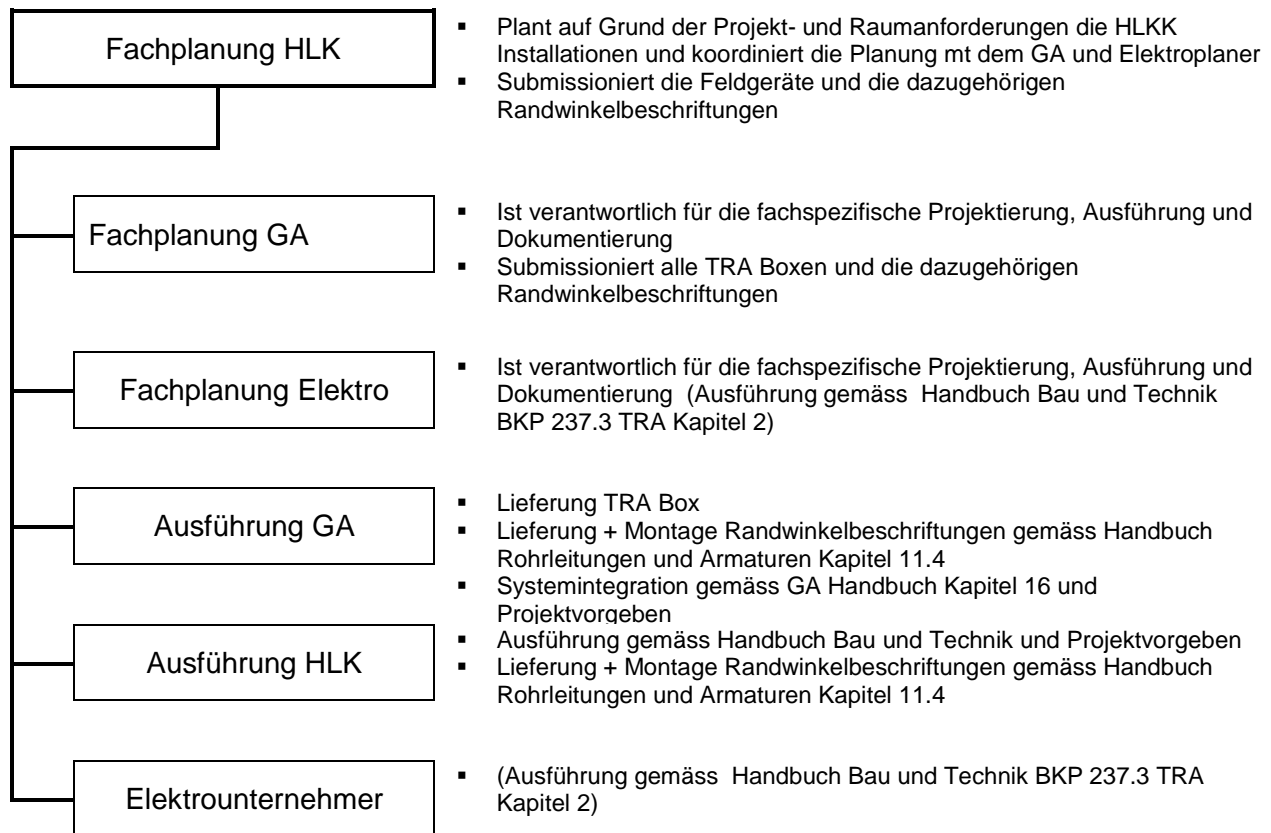 Fachplanung HLK
▪ Plant auf Grund der Projekt- und Raumanforderungen die HLKK
Installationen und koordiniert die Planung mt dem GA und Elektroplaner
▪ Submissioniert die Feldgeräte und die dazugehörigen
Randwinkelbeschriftungen
Fachplanung GA
▪ Ist verantwortlich für die fachspezifische Projektierung, Ausführung und
Dokumentierung
▪ Submissioniert alle TRA Boxen und die dazugehörigen
Randwinkelbeschriftungen
Fachplanung Elektro
▪ Ist verantwortlich für die fachspezifische Projektierung, Ausführung und
Dokumentierung  (Ausführung gemäss  Handbuch Bau und Technik
BKP 237.3 TRA Kapitel 2)
Ausführung GA
▪ Lieferung TRA Box
▪ Lieferung + Montage Randwinkelbeschriftungen gemäss Handbuch
Rohrleitungen und Armaturen Kapitel 11.4
▪ Systemintegration gemäss GA Handbuch Kapitel 16 und
Projektvorgeben
Ausführung HLK
▪ Ausführung gemäss Handbuch Bau und Technik und Projektvorgeben
▪ Lieferung + Montage Randwinkelbeschriftungen gemäss Handbuch
Rohrleitungen und Armaturen Kapitel 11.4
Elektrounternehmer
▪ (Ausführung gemäss  Handbuch Bau und Technik BKP 237.3 TRA
Kapitel 2)